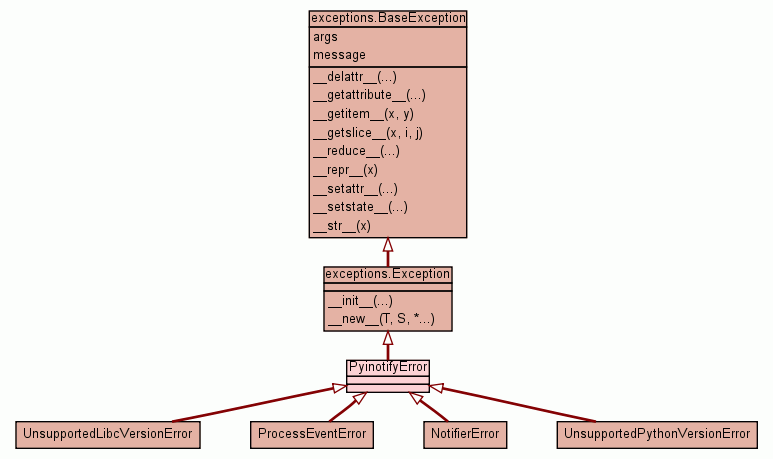 exceptions.BaseException
args
message
__delattr__(...)
__getattribute__(...)
__getitem__(x, y)
__getslice__(x, i, j)
__reduce__(...)
__repr__(x)
__setattr__(...)
__setstate__(...)
__str__(x)
exceptions.Exception
__init__(...)
__new__(T, S, *...)
PyinotifyError
UnsupportedLibcVersionError
ProcessEventError
NotifierError
UnsupportedPythonVersionError